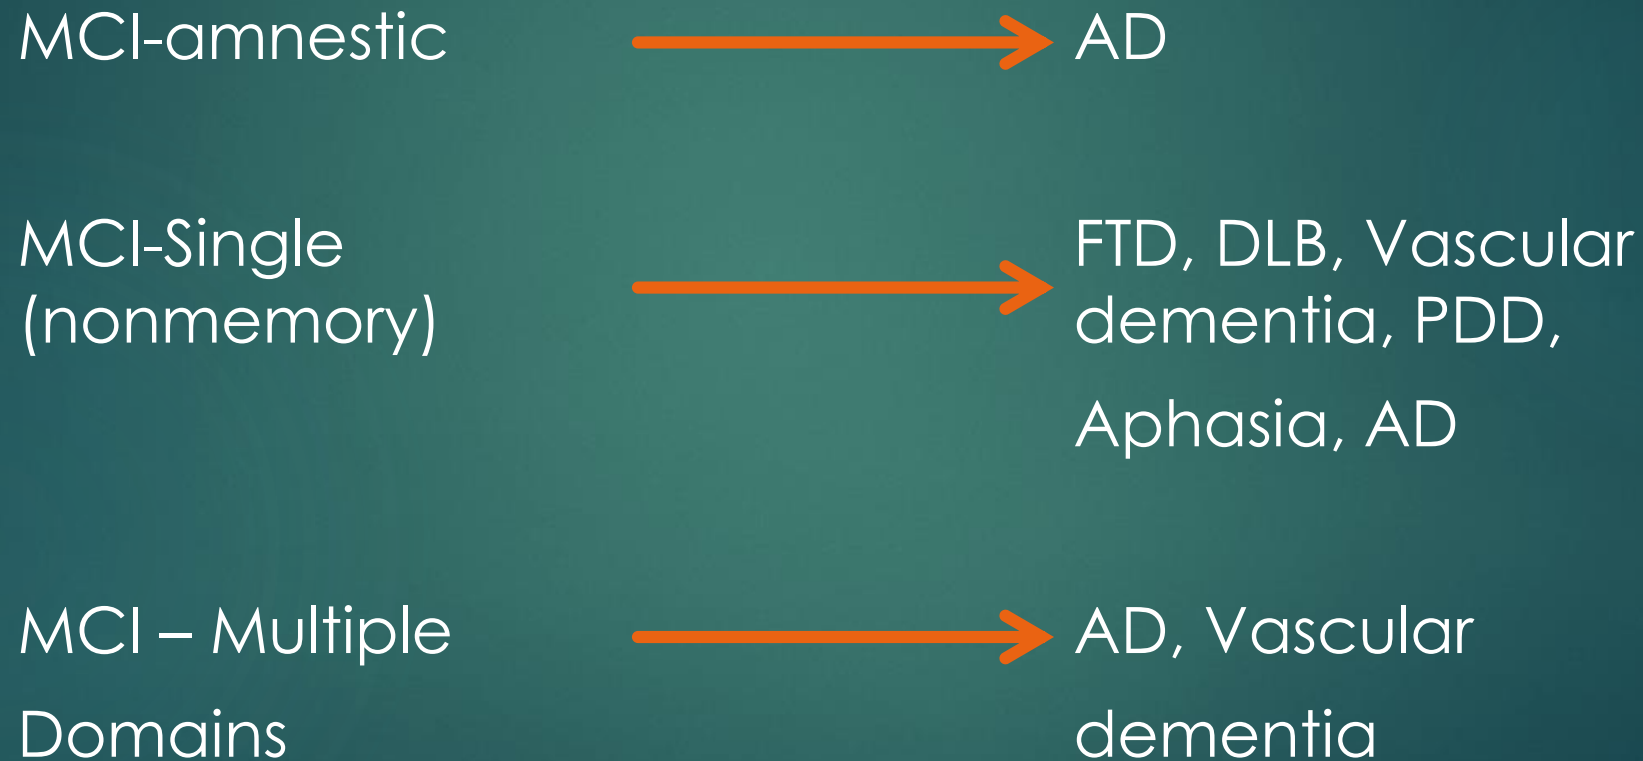 MCI-amnestic
AD
MCI-Single
(nonmemory)
FTD, DLB, Vascular
dementia, PDD,
Aphasia, AD
MCI – Multiple
Domains
AD, Vascular
dementia